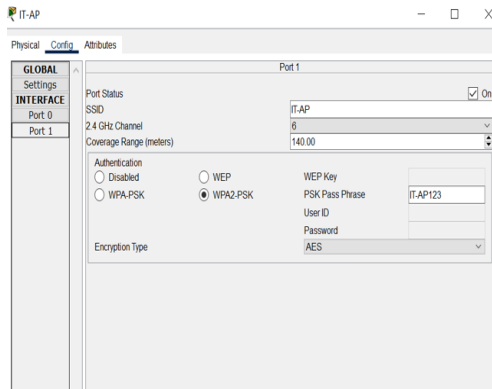 IT-AP
Physical Config Attributes
GLOBAL
Settings
INTERFACE
Port 0
Port 1
Port 1
Port Status On
SSID IT-AP
2.4 GHz Channel 6
Coverage Range (meters) 140.00
Authentication
Disabled WEP WEP Key
WPA-PSK WPA2-PSK PSK Pass Phrase IT-AP123
User ID
Password
Encryption Type AES